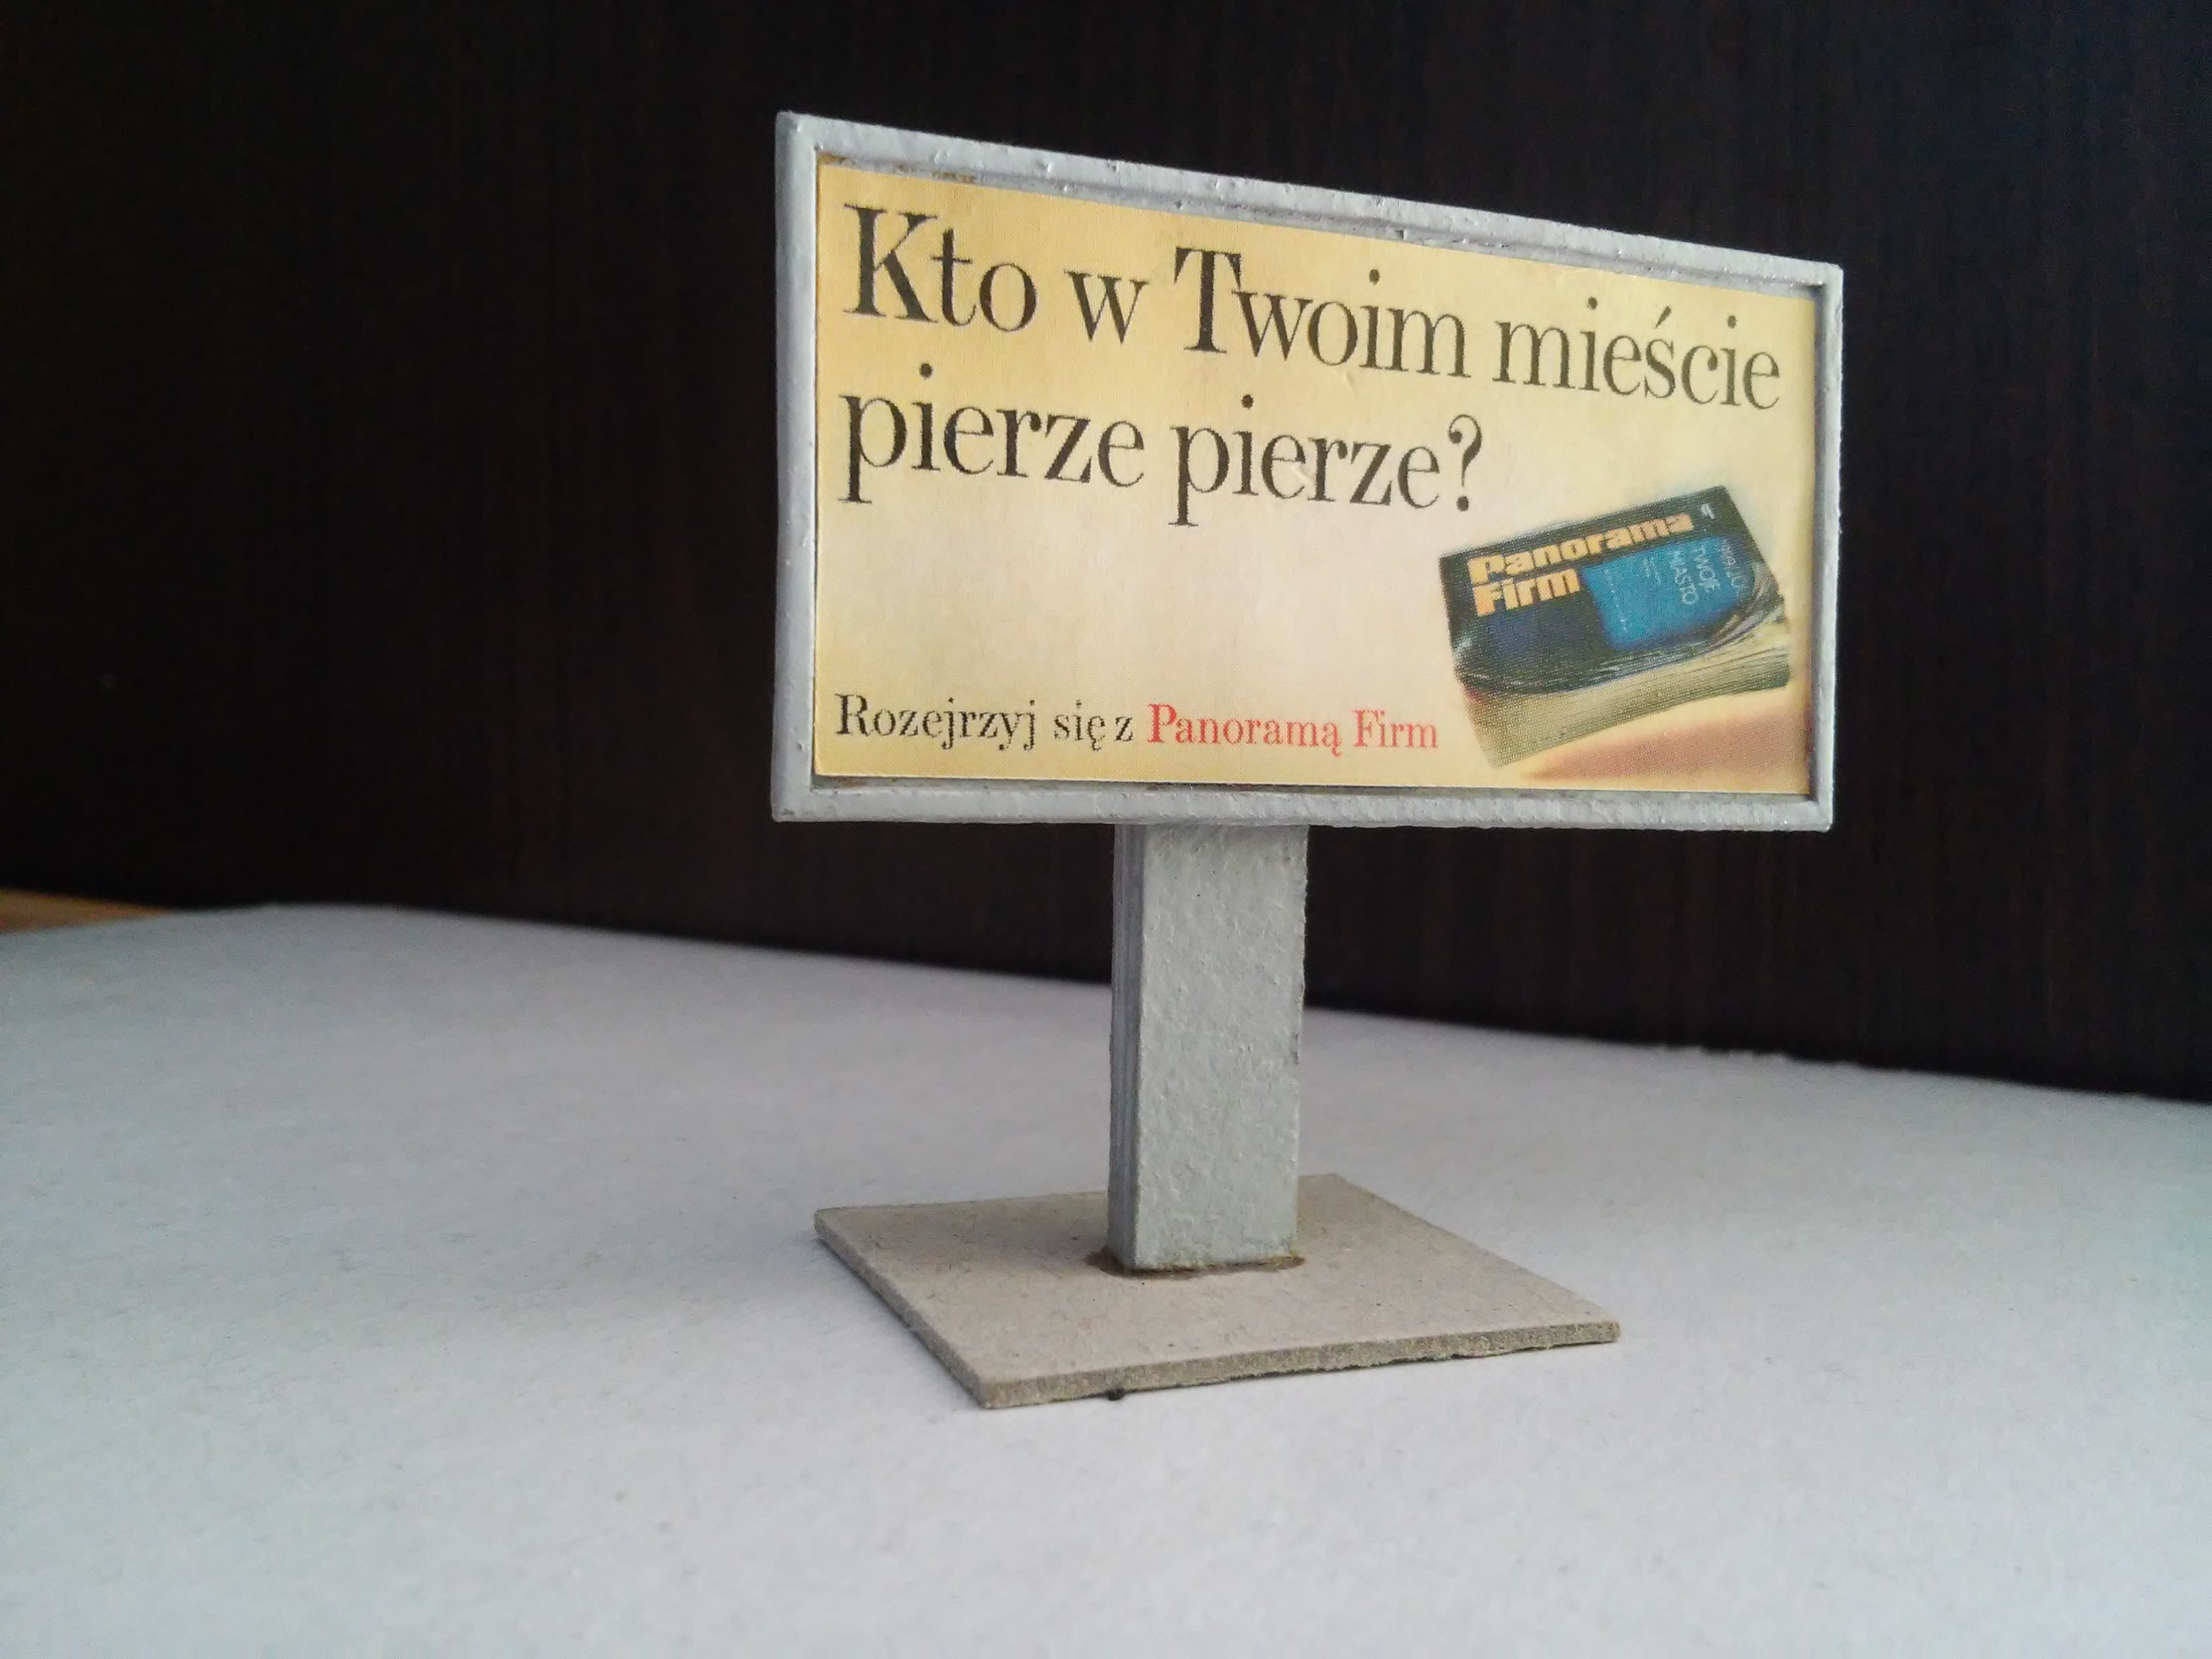 Kto w Twoim mieście
pierze pierze?
Panorama
Firm
TWOJE
MIASTO
Rozejrzyj się z Panoramą Firm